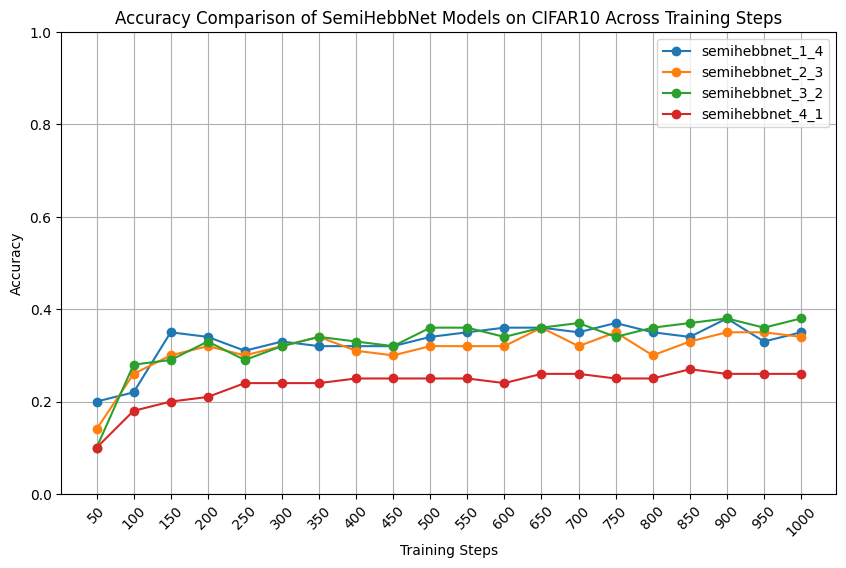 Accuracy Comparison of SemiHebbNet Models on CIFAR10 Across Training Steps
1.0
0.8
0.6
0.4
0.2
0.0
Accuracy
semihebbnet_1_4
semihebbnet_2_3
semihebbnet_3_2
semihebbnet_4_1
50 100 150 200 250 300 350 400 450 500 550 600 650 700 750 800 850 900 950 1000
Training Steps